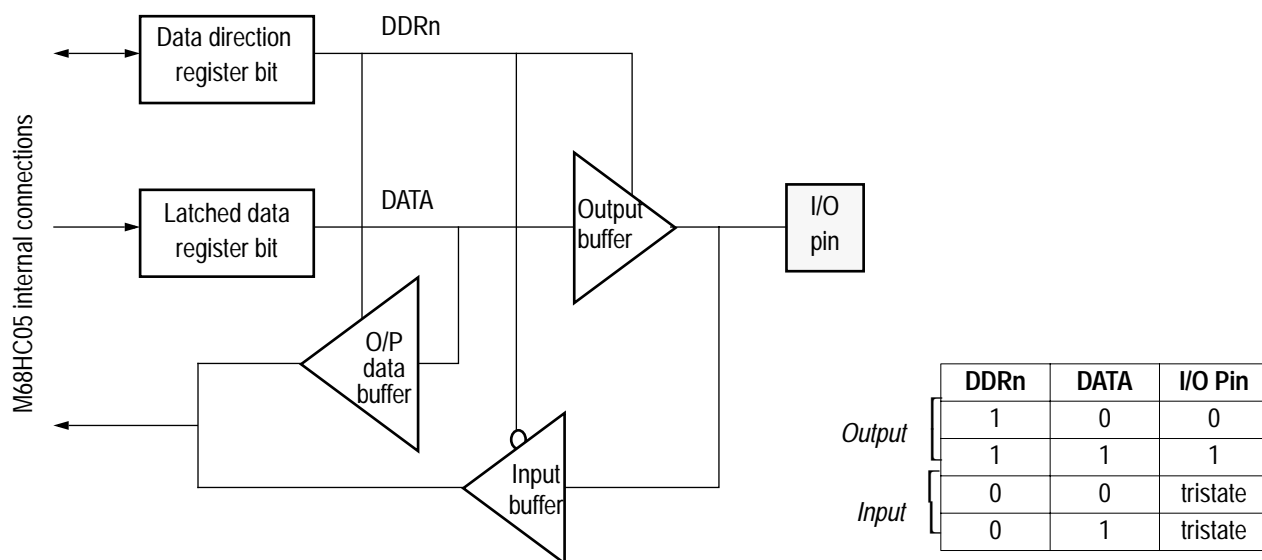 Data direction
register bit
DDRn
M68HC05 internal connections
Latched data
register bit
DATA
Output
buffer
I/O
pin
O/P
data
buffer
Input
buffer
DDRn DATA I/O Pin
Output
1 0 0
1 1 1
Input
0 0 tristate
0 1 tristate